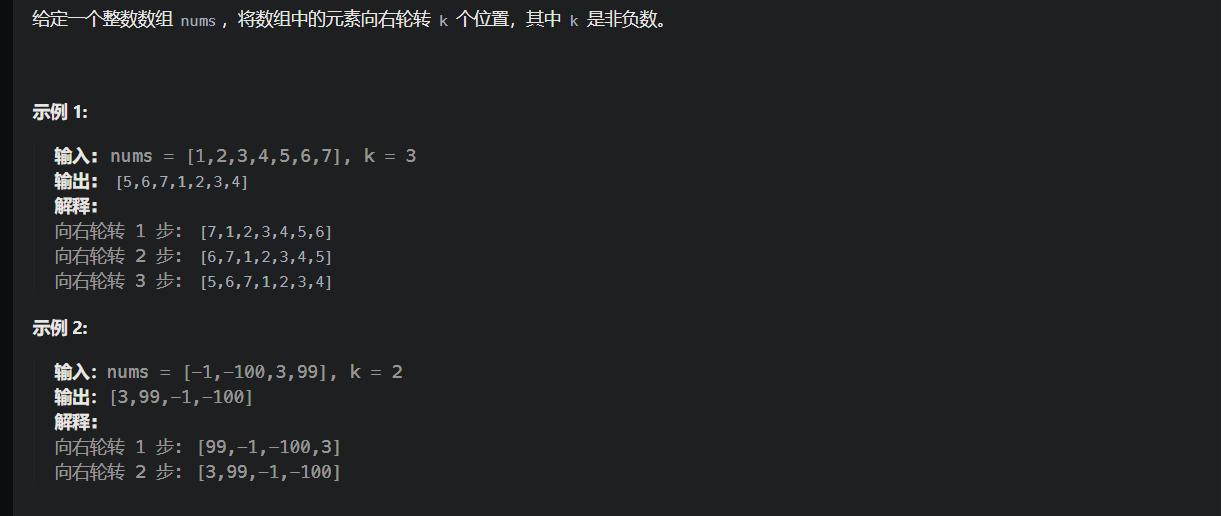 给定一个整数数组 nums，将数组中的元素向右轮转 k 个位置，其中 k 是非负数。
示例 1:
输入: nums = [1,2,3,4,5,6,7], k = 3
输出: [5,6,7,1,2,3,4]
解释:
向右轮转 1 步: [7,1,2,3,4,5,6]
向右轮转 2 步: [6,7,1,2,3,4,5]
向右轮转 3 步: [5,6,7,1,2,3,4]
示例 2:
输入：nums = [-1,-100,3,99], k = 2
输出：[3,99,-1,-100]
解释:
向右轮转 1 步: [99,-1,-100,3]
向右轮转 2 步: [3,99,-1,-100]